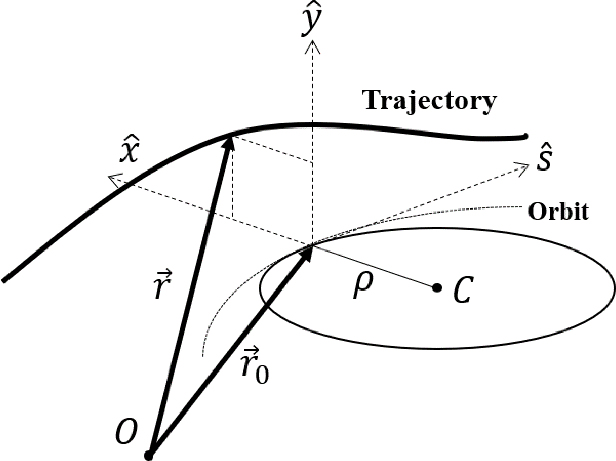 ŷ
Trajectory
x̂
ŝ
Orbit
r⃗
ρ
C
r⃗₀
O